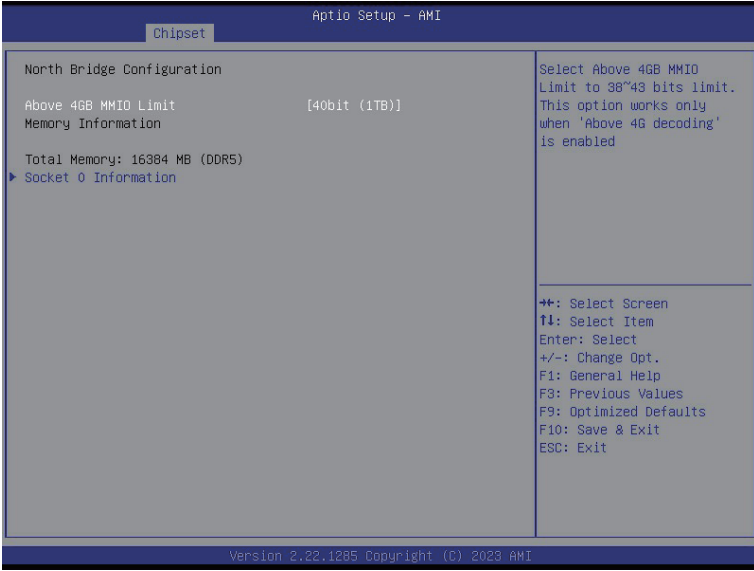 Aptio Setup – AMI
Chipset
North Bridge Configuration
Above 4GB MMIO Limit [40bit (1TB)]
Memory Information
Total Memory: 16384 MB (DDR5)
Socket 0 Information
Select Above 4GB MMIO
Limit to 38~43 bits limit.
This option works only
when 'Above 4G decoding'
is enabled
→←: Select Screen
↑↓: Select Item
Enter: Select
+/-: Change Opt.
F1: General Help
F3: Previous Values
F9: Optimized Defaults
F10: Save & Exit
ESC: Exit
Version 2.22.1285 Copyright (C) 2023 AMI